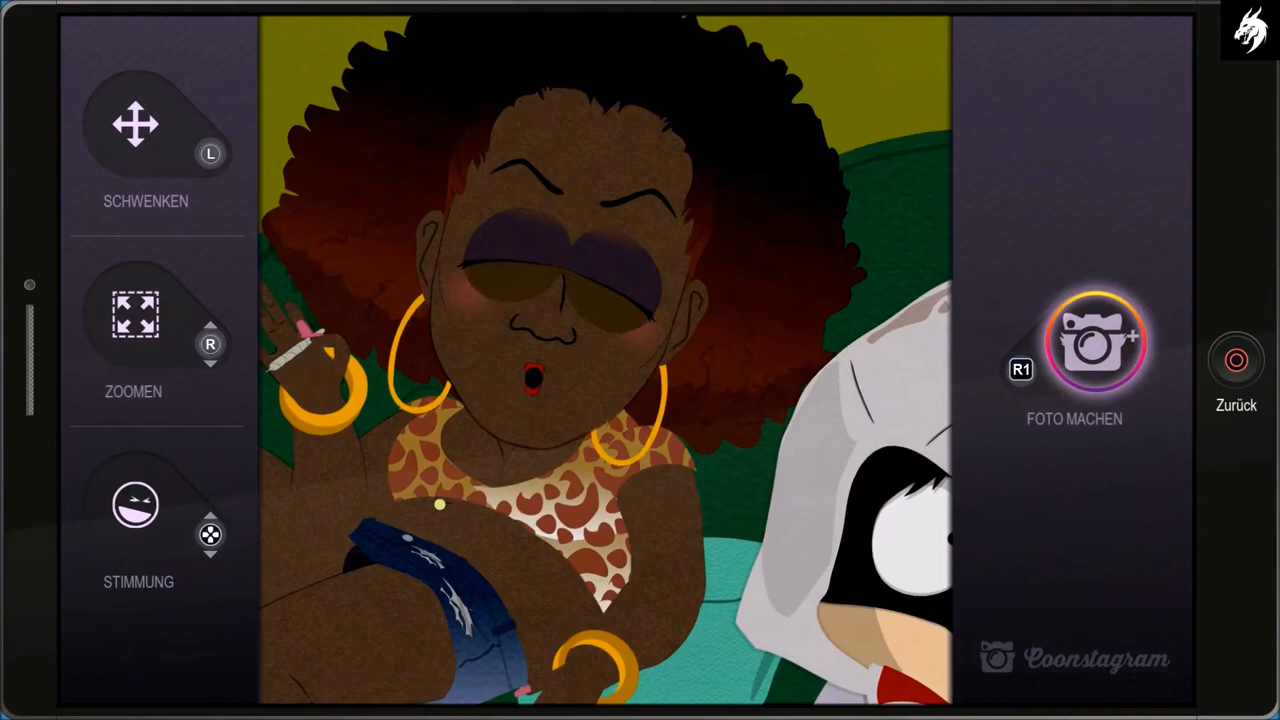 L
SCHWENKEN
R
ZOOMEN
STIMMUNG
R1
FOTO MACHEN
Zurück
Coonstagram